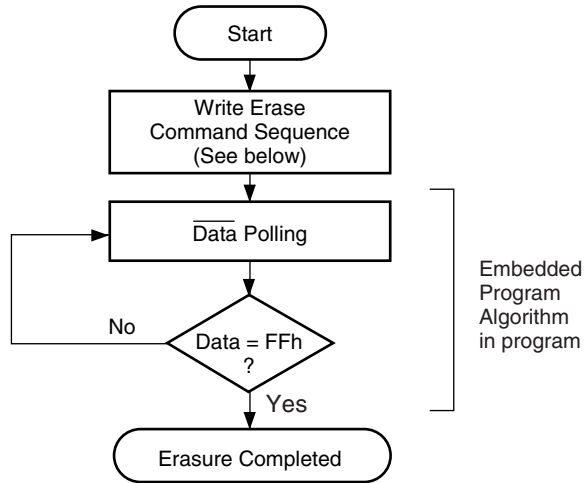 Start
Write Erase
Command Sequence
(See below)
Data Polling
Data = FFh
?
No
Yes
Erasure Completed
Embedded
Program
Algorithm
in program